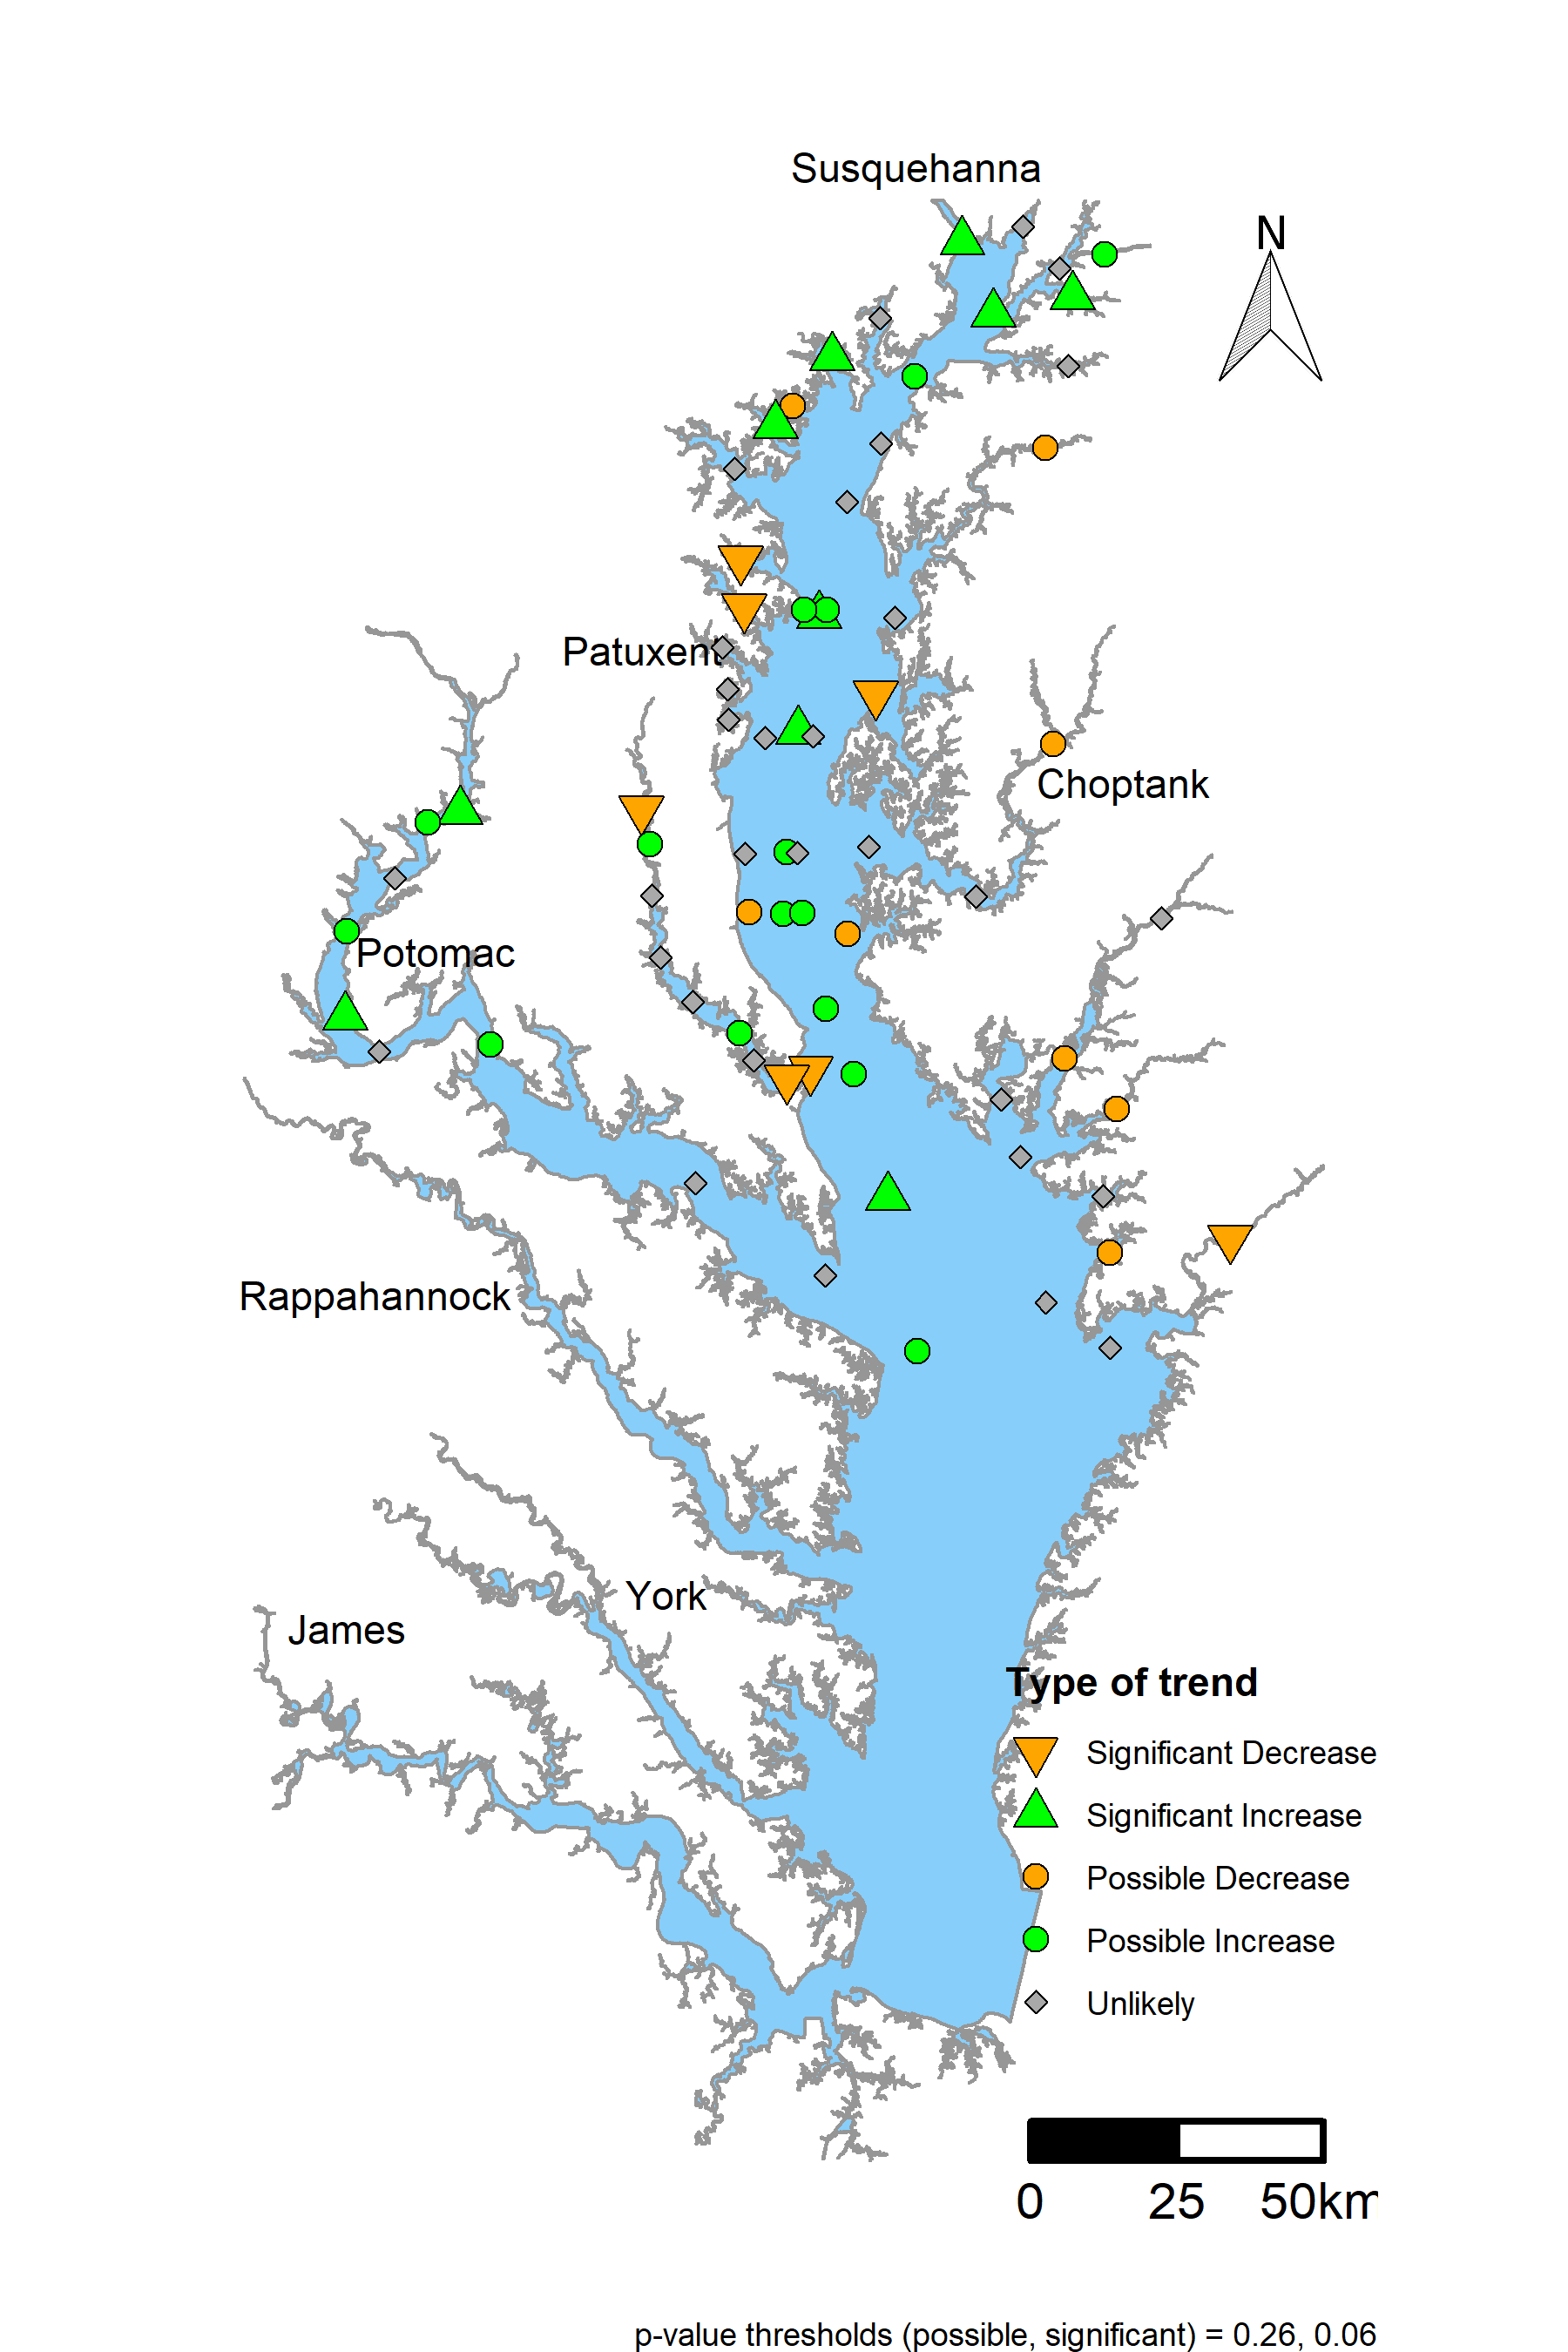 Susquehanna
N
Patuxent
Choptank
Potomac
Rappahannock
York
James
Type of trend
Significant Decrease
Significant Increase
Possible Decrease
Possible Increase
Unlikely
0 25 50km
p-value thresholds (possible, significant) = 0.26, 0.06